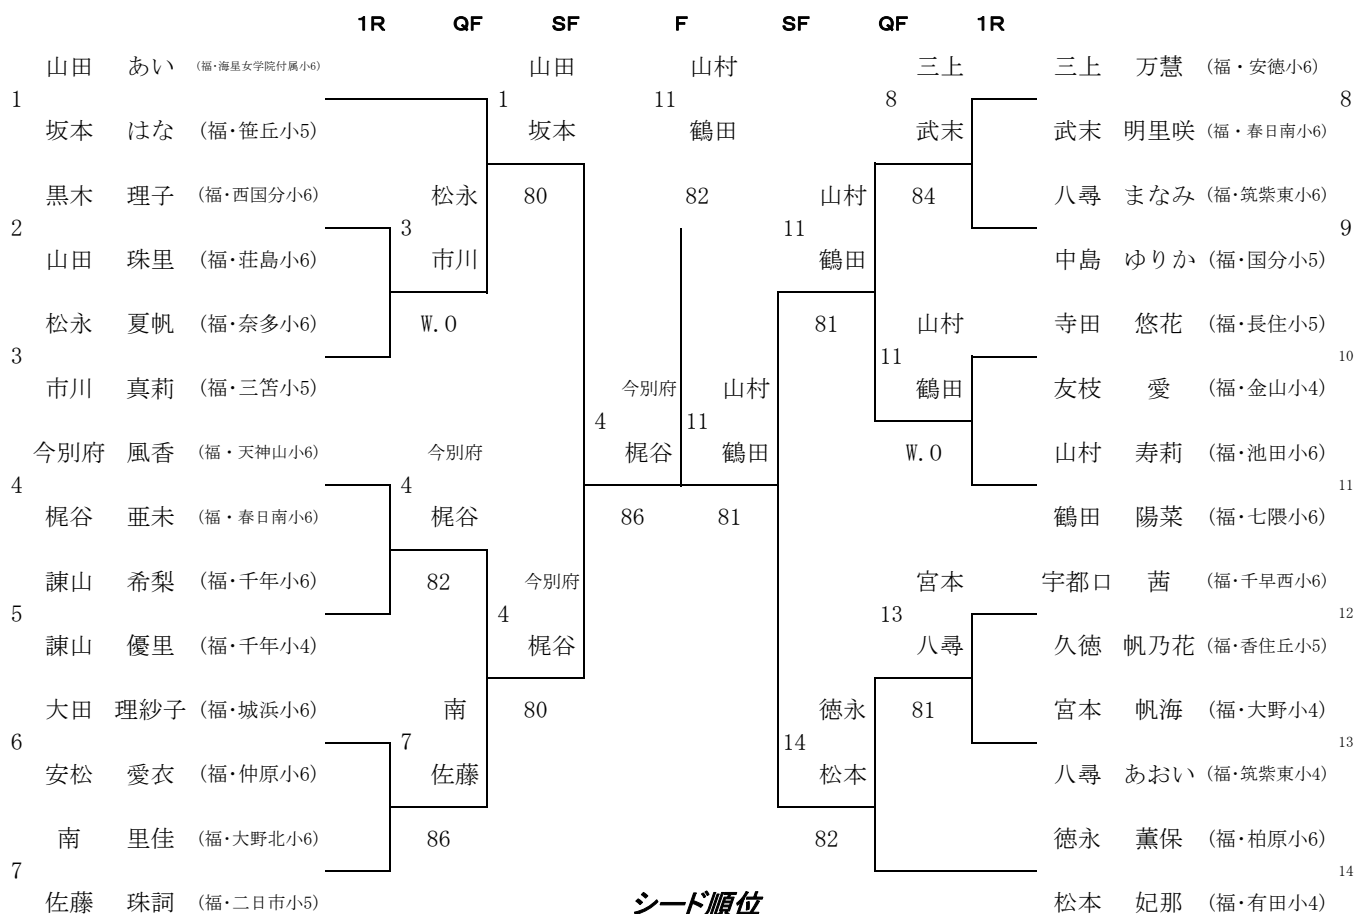 1R QF SF F SF QF 1R
山田 あい (福・海星女学院付属小6) 山田 山村 三上 三上 万慧 (福・安徳小6)
1 1 11 8 8
坂本 はな (福・笹丘小5) 坂本 鶴田 武末 武末 明里咲 (福・春日南小6)
黒木 理子 (福・西国分小6) 松永 80 82 山村 84 八尋 まなみ (福・筑紫東小6)
2 3 11 9
山田 珠里 (福・荘島小6) 市川 鶴田 中島 ゆりか (福・国分小5)
松永 夏帆 (福・奈多小6) W.O 81 山村 寺田 悠花 (福・長住小5)
3 11 10
市川 真莉 (福・三笘小5) 今別府 山村 鶴田 友枝 愛 (福・金山小4)
4 11
今別府 風香 (福・天神山小6) 今別府 梶谷 鶴田 W.O 山村 寿莉 (福・池田小6)
4 4 11
梶谷 亜未 (福・春日南小6) 梶谷 86 81 鶴田 陽菜 (福・七隈小6)
諌山 希梨 (福・千年小6) 82 今別府 宮本 宇都口 茜 (福・千早西小6)
5 4 13 12
諌山 優里 (福・千年小4) 梶谷 八尋 久徳 帆乃花 (福・香住丘小5)
大田 理紗子 (福・城浜小6) 南 80 徳永 81 宮本 帆海 (福・大野小4)
6 7 14 13
安松 愛衣 (福・仲原小6) 佐藤 松本 八尋 あおい (福・筑紫東小4)
南 里佳 (福・大野北小6) 86 82 徳永 薫保 (福・柏原小6)
7 14
佐藤 珠詞 (福・二日市小5) シード順位 松本 妃那 (福・有田小4)